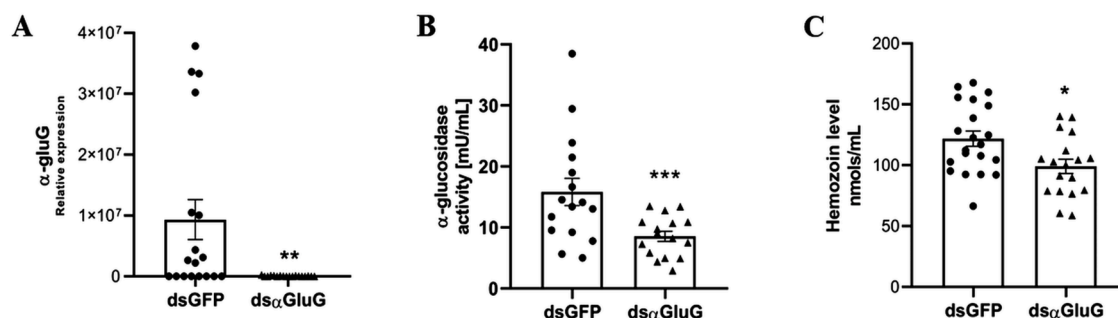 A
α-gluG
Relative expression
4×10⁷
3×10⁷
2×10⁷
1×10⁷
0
**
dsGFP
dsαGluG
B
α-glucosidase
activity [mU/mL]
40
30
20
10
0
***
dsGFP
dsαGluG
C
Hemozoin level
nmols/mL
200
150
100
50
0
*
dsGFP
dsαGluG